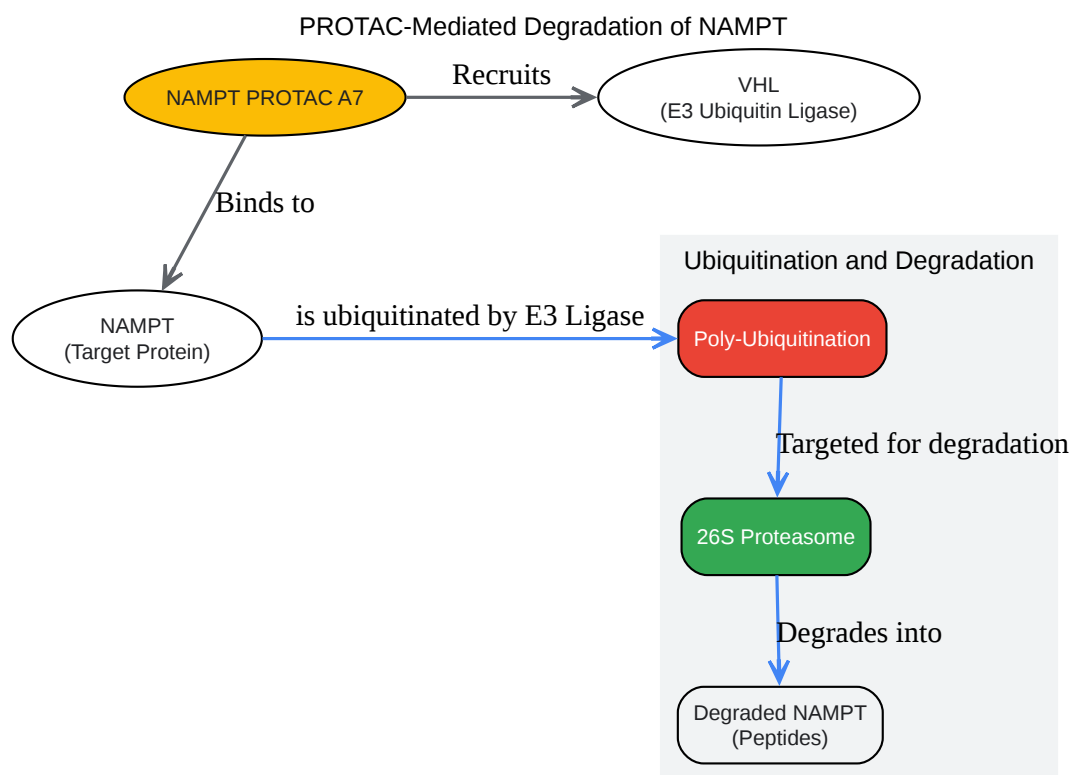 PROTAC-Mediated Degradation of NAMPT
NAMPT PROTAC A7
Recruits
VHL
(E3 Ubiquitin Ligase)
Binds to
Ubiquitination and Degradation
NAMPT
(Target Protein)
is ubiquitinated by E3 Ligase
Poly-Ubiquitination
Targeted for degradation
26S Proteasome
Degrades into
Degraded NAMPT
(Peptides)